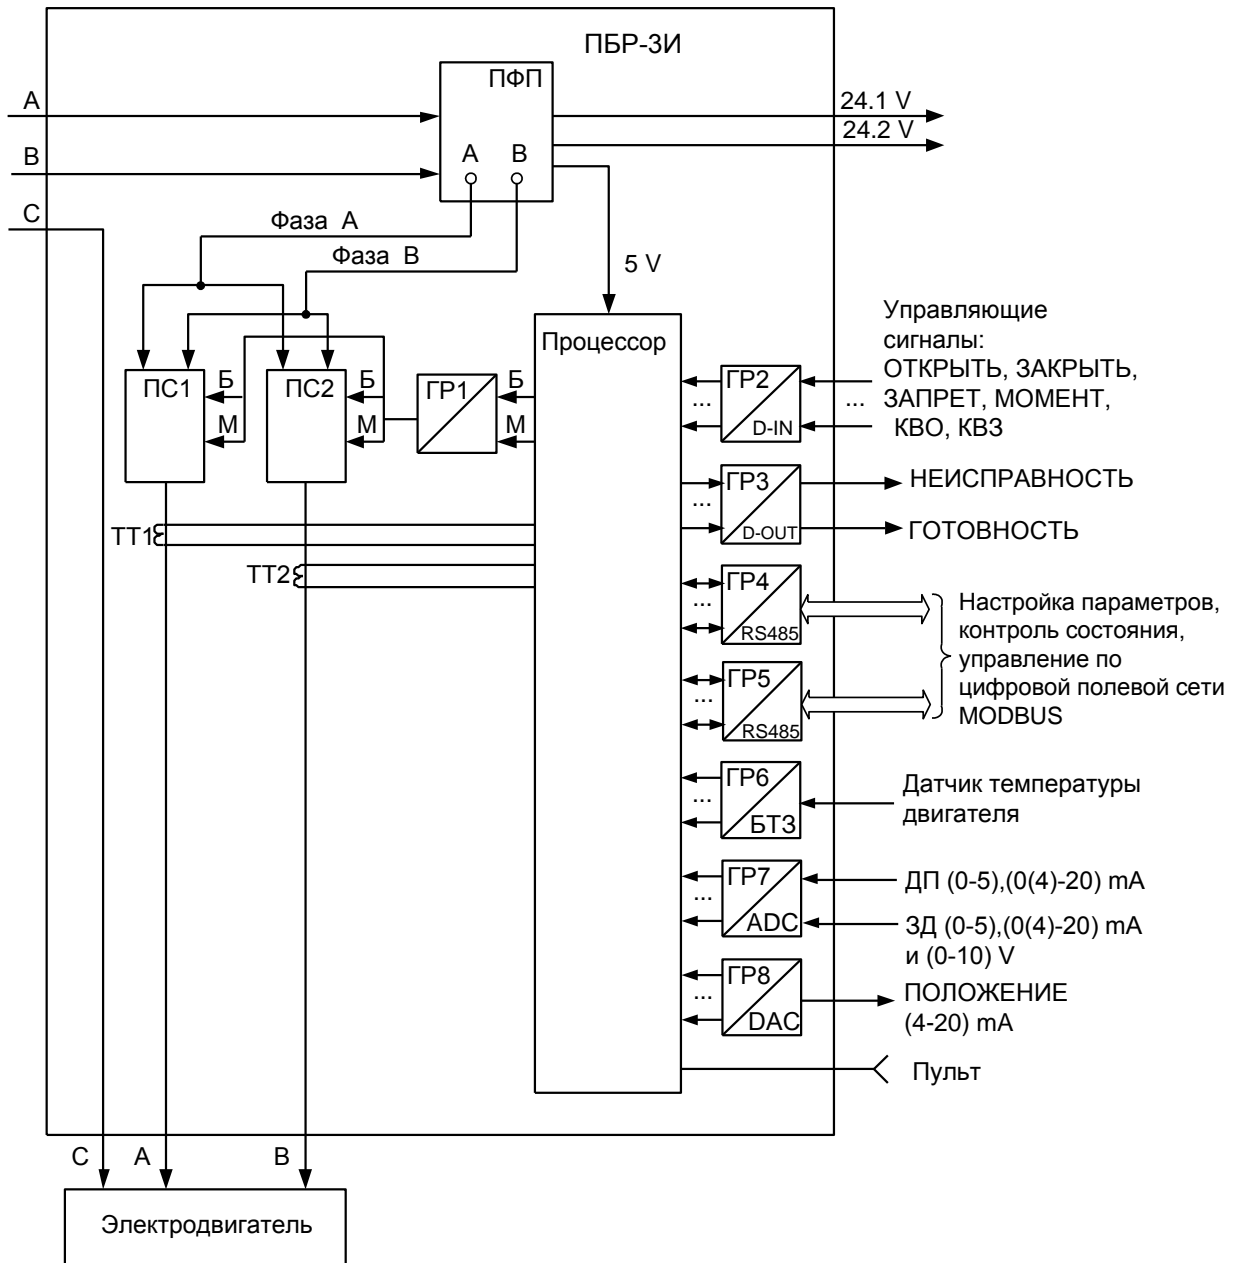 ПБР-3И
ПФП
A
24.1 V
24.2 V
B
A B
C
Фаза A
Фаза B
5 V
Управляющие
сигналы:
ОТКРЫТЬ, ЗАКРЫТЬ,
ЗАПРЕТ, МОМЕНТ,
КВО, КВЗ
Процессор
ПС1
Б
М
ПС2
Б
М
ГР1
Б
М
...
ГР2
D-IN
...
...
ГР3
D-OUT
НЕИСПРАВНОСТЬ
ГОТОВНОСТЬ
ТТ1
ТТ2
...
ГР4
RS485
Настройка параметров,
контроль состояния,
управление по
цифровой полевой сети
MODBUS
...
ГР5
RS485
...
ГР6
БТЗ
Датчик температуры
двигателя
...
ГР7
ADC
ДП (0-5),(0(4)-20) mA
ЗД (0-5),(0(4)-20) mA
и (0-10) V
...
ГР8
DAC
ПОЛОЖЕНИЕ
(4-20) mA
Пульт
C A B
Электродвигатель